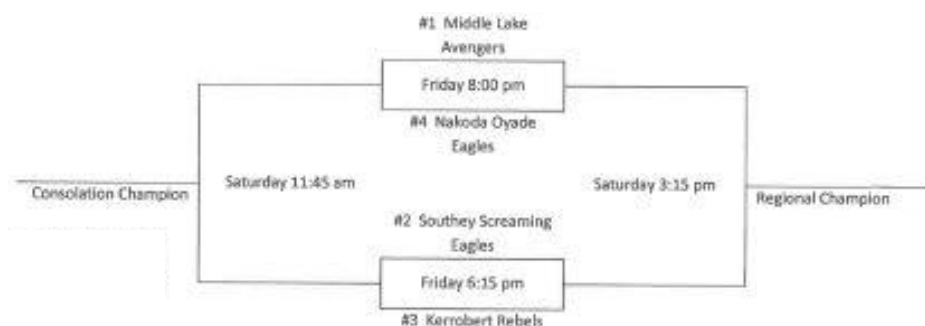 #1 Middle Lake
Avengers
Friday 8:00 pm
#4 Nakoda Oyade
Eagles
Saturday 11:45 am
Saturday 3:15 pm
Consolation Champion
Regional Champion
#2 Southey Screaming
Eagles
Friday 6:15 pm
#3 Kerrobert Rebels